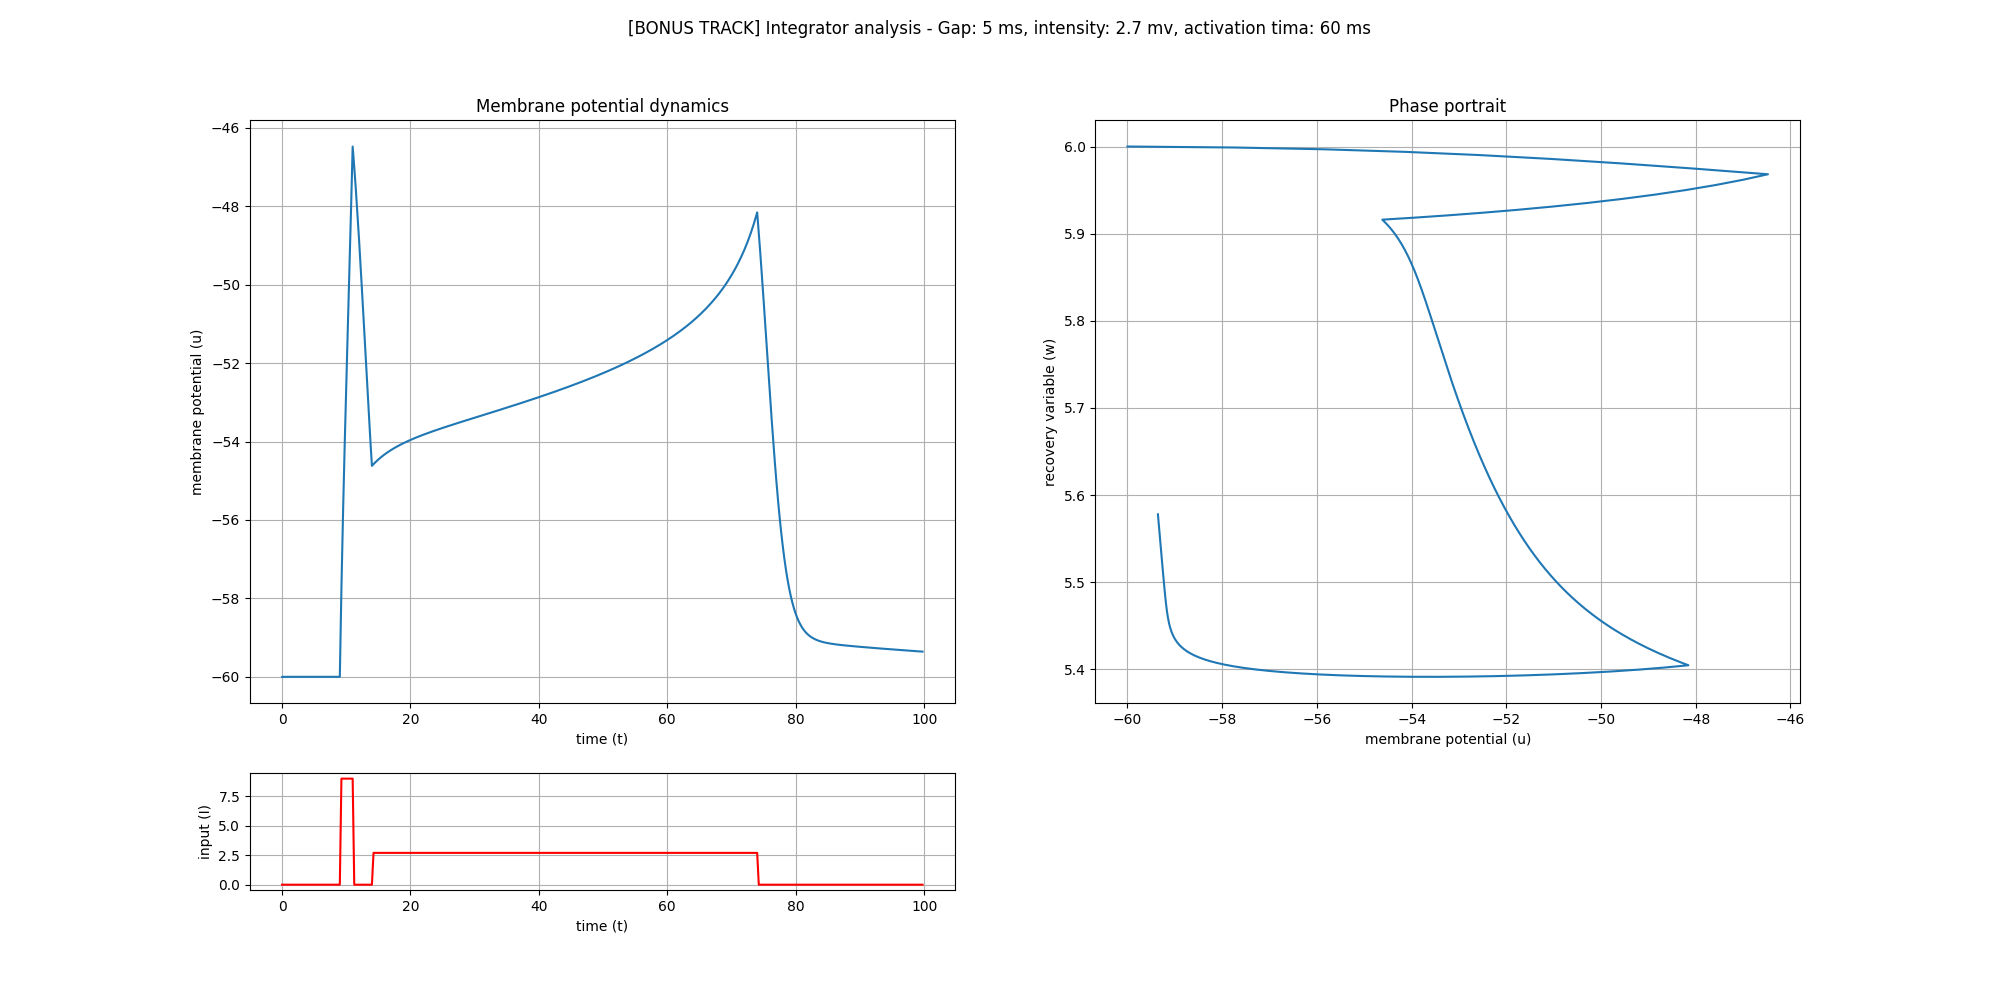 [BONUS TRACK] Integrator analysis - Gap: 5 ms, intensity: 2.7 mv, activation tima: 60 ms
Membrane potential dynamics
membrane potential (u)
−46
−48
−50
−52
−54
−56
−58
−60
0 20 40 60 80 100
time (t)
Phase portrait
recovery variable (w)
6.0
5.9
5.8
5.7
5.6
5.5
5.4
−60 −58 −56 −54 −52 −50 −48 −46
membrane potential (u)
input (I)
7.5
5.0
2.5
0.0
0 20 40 60 80 100
time (t)